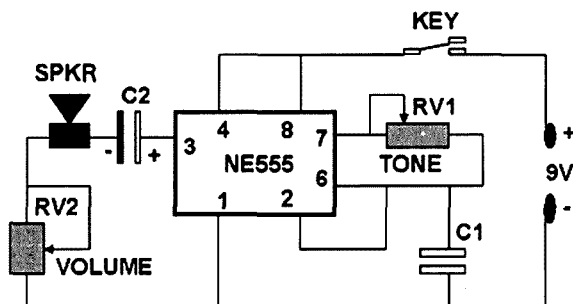 KEY
SPKR
C2
- +
3
4
8
7
NE555
6
1
2
RV1
TONE
+
9V
-
C1
RV2
VOLUME